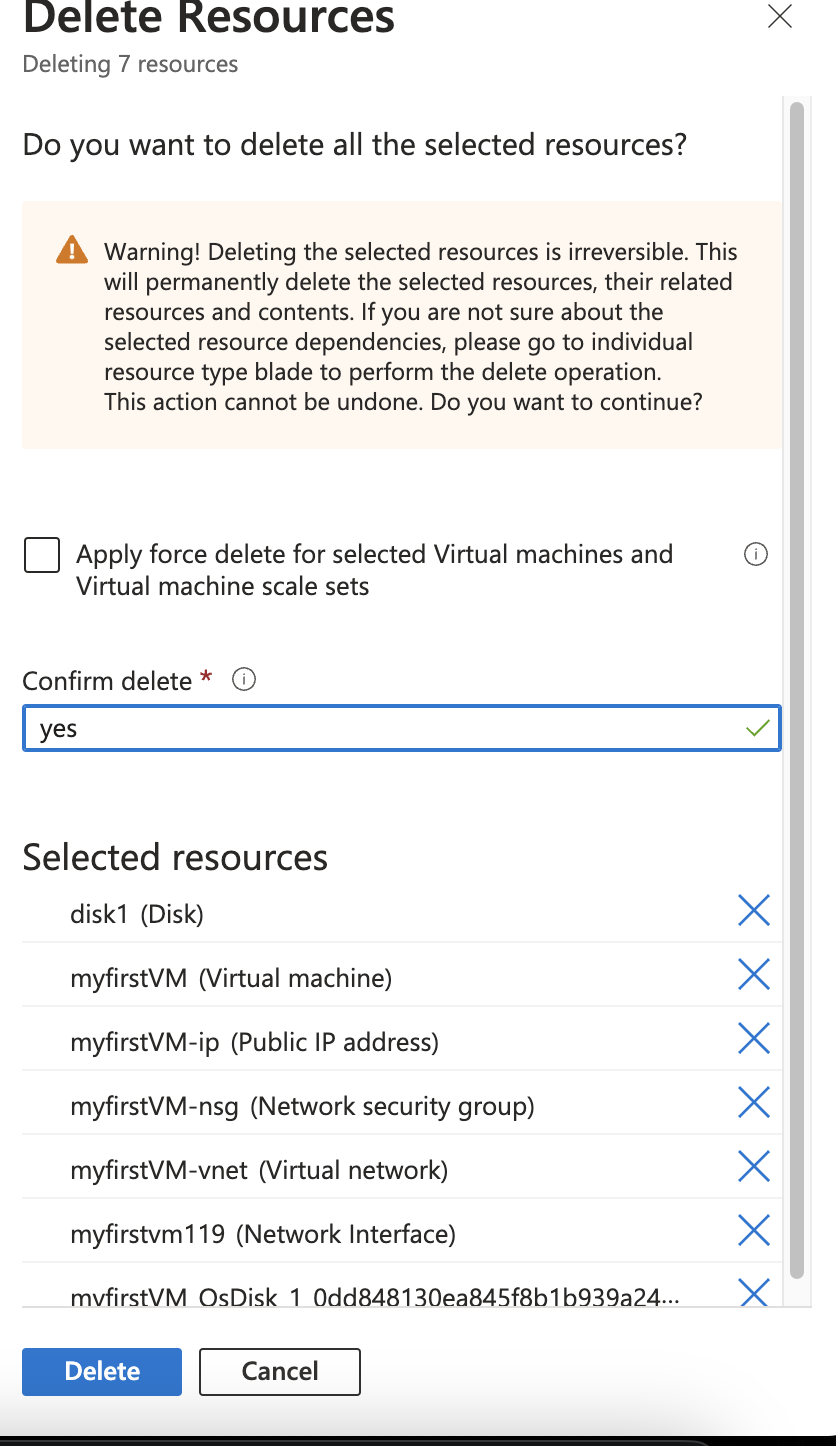 Delete Resources
Deleting 7 resources
Do you want to delete all the selected resources?
Warning! Deleting the selected resources is irreversible. This
will permanently delete the selected resources, their related
resources and contents. If you are not sure about the
selected resource dependencies, please go to individual
resource type blade to perform the delete operation.
This action cannot be undone. Do you want to continue?
Apply force delete for selected Virtual machines and
Virtual machine scale sets
Confirm delete *
yes
Selected resources
disk1 (Disk)
myfirstVM (Virtual machine)
myfirstVM-ip (Public IP address)
myfirstVM-nsg (Network security group)
myfirstVM-vnet (Virtual network)
myfirstvm119 (Network Interface)
myfirstVM_OsDisk_1_0dd848130ea845f8b1b939a24...
Delete
Cancel